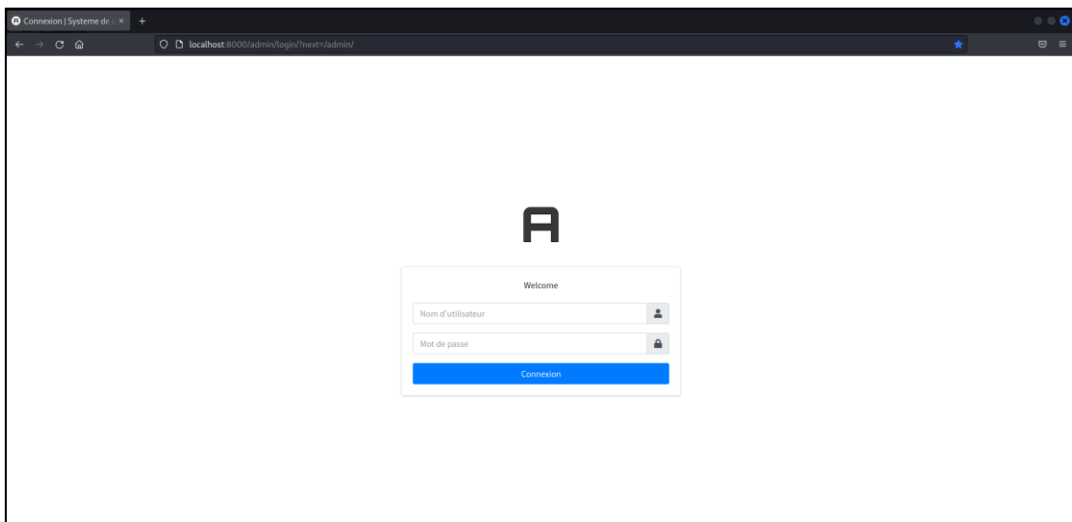 Connexion | Systeme de
localhost:8000/admin/login/?next=/admin/
A
Welcome
Nom d'utilisateur
Mot de passe
Connexion